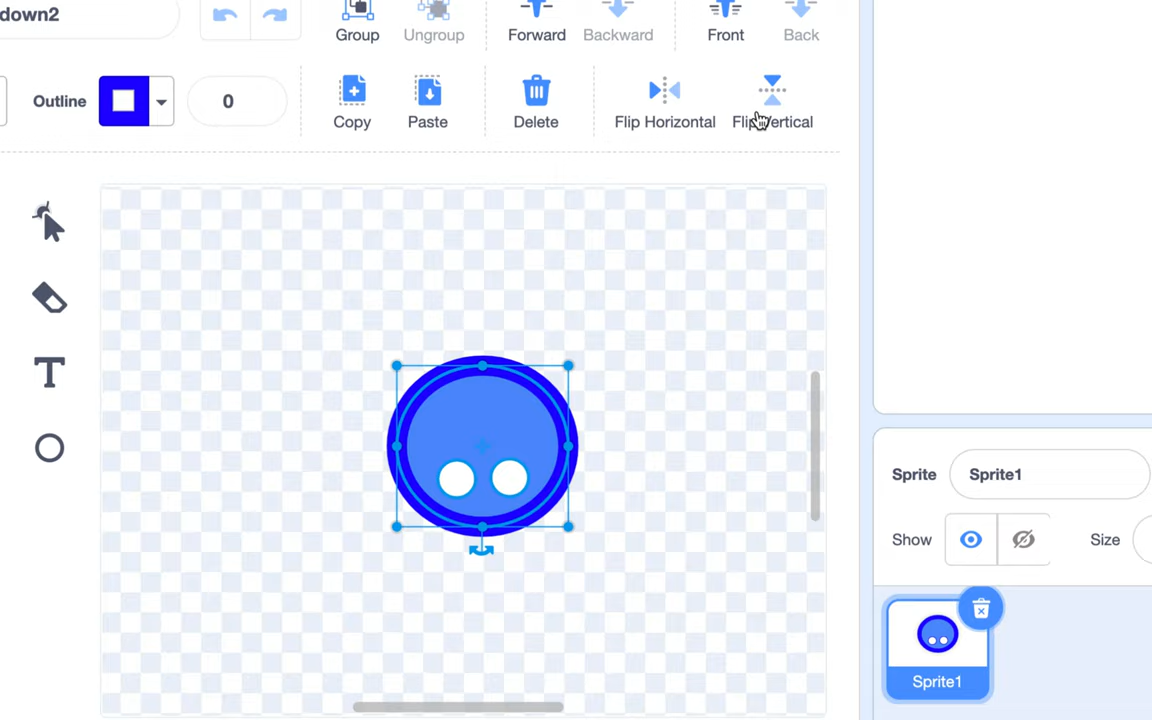 down2
Group
Ungroup
Forward
Backward
Front
Back
Outline
0
Copy
Paste
Delete
Flip Horizontal
Flip Vertical
T
Sprite
Sprite1
Show
Size
Sprite1